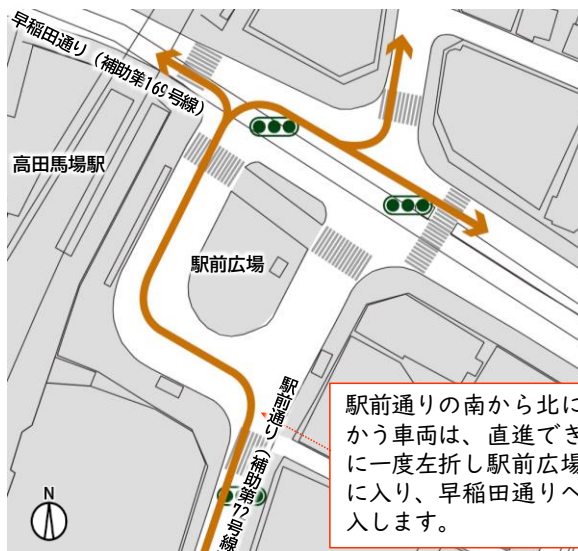 早稲田通り（補助第169号線）
高田馬場駅
駅前広場
駅前通り（補助第72号線）
駅前通りの南から北に
かう車両は、直進でき
に一度左折し駅前広場
に入り、早稲田通りへ
入します。
N